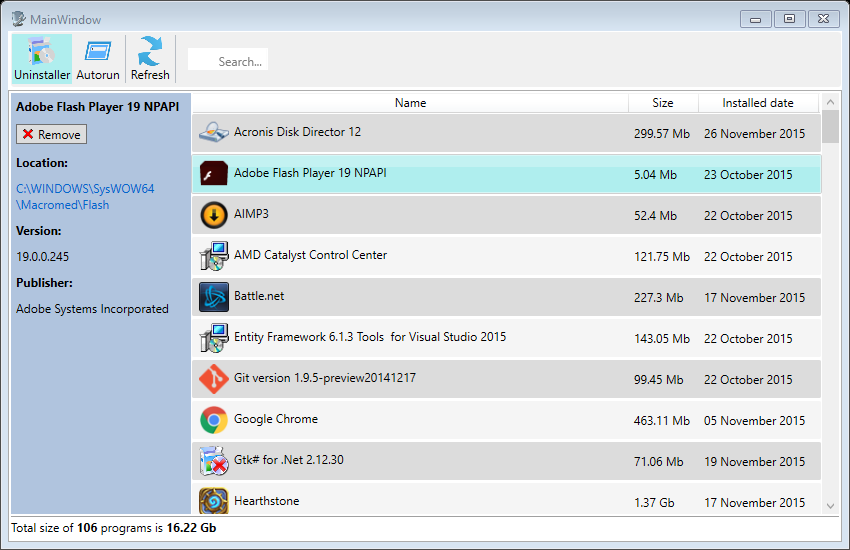 MainWindow
Uninstaller Autorun Refresh Search...
Adobe Flash Player 19 NPAPI
Remove
Location:
C:\WINDOWS\SysWOW64
\Macromed\Flash
Version:
19.0.0.245
Publisher:
Adobe Systems Incorporated
Name Size Installed date
Acronis Disk Director 12 299.57 Mb 26 November 2015
Adobe Flash Player 19 NPAPI 5.04 Mb 23 October 2015
AIMP3 52.4 Mb 22 October 2015
AMD Catalyst Control Center 121.75 Mb 22 October 2015
Battle.net 227.3 Mb 17 November 2015
Entity Framework 6.1.3 Tools  for Visual Studio 2015 143.05 Mb 22 October 2015
Git version 1.9.5-preview20141217 99.45 Mb 22 October 2015
Google Chrome 463.11 Mb 05 November 2015
Gtk# for .Net 2.12.30 71.06 Mb 19 November 2015
Hearthstone 1.37 Gb 17 November 2015
Total size of 106 programs is 16.22 Gb